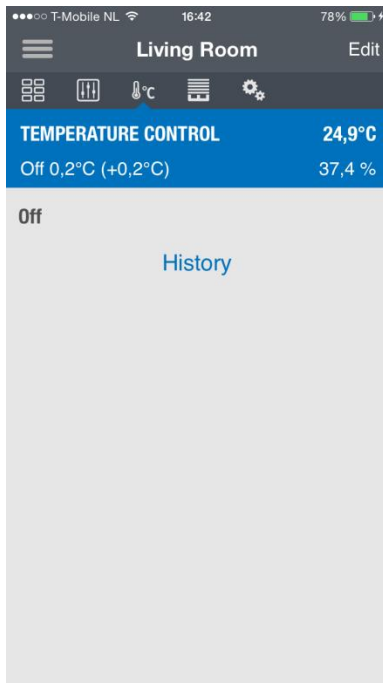 T-Mobile NL 16:42 78%
Living Room Edit
°C
TEMPERATURE CONTROL 24,9°C
Off 0,2°C (+0,2°C) 37,4 %
Off
History